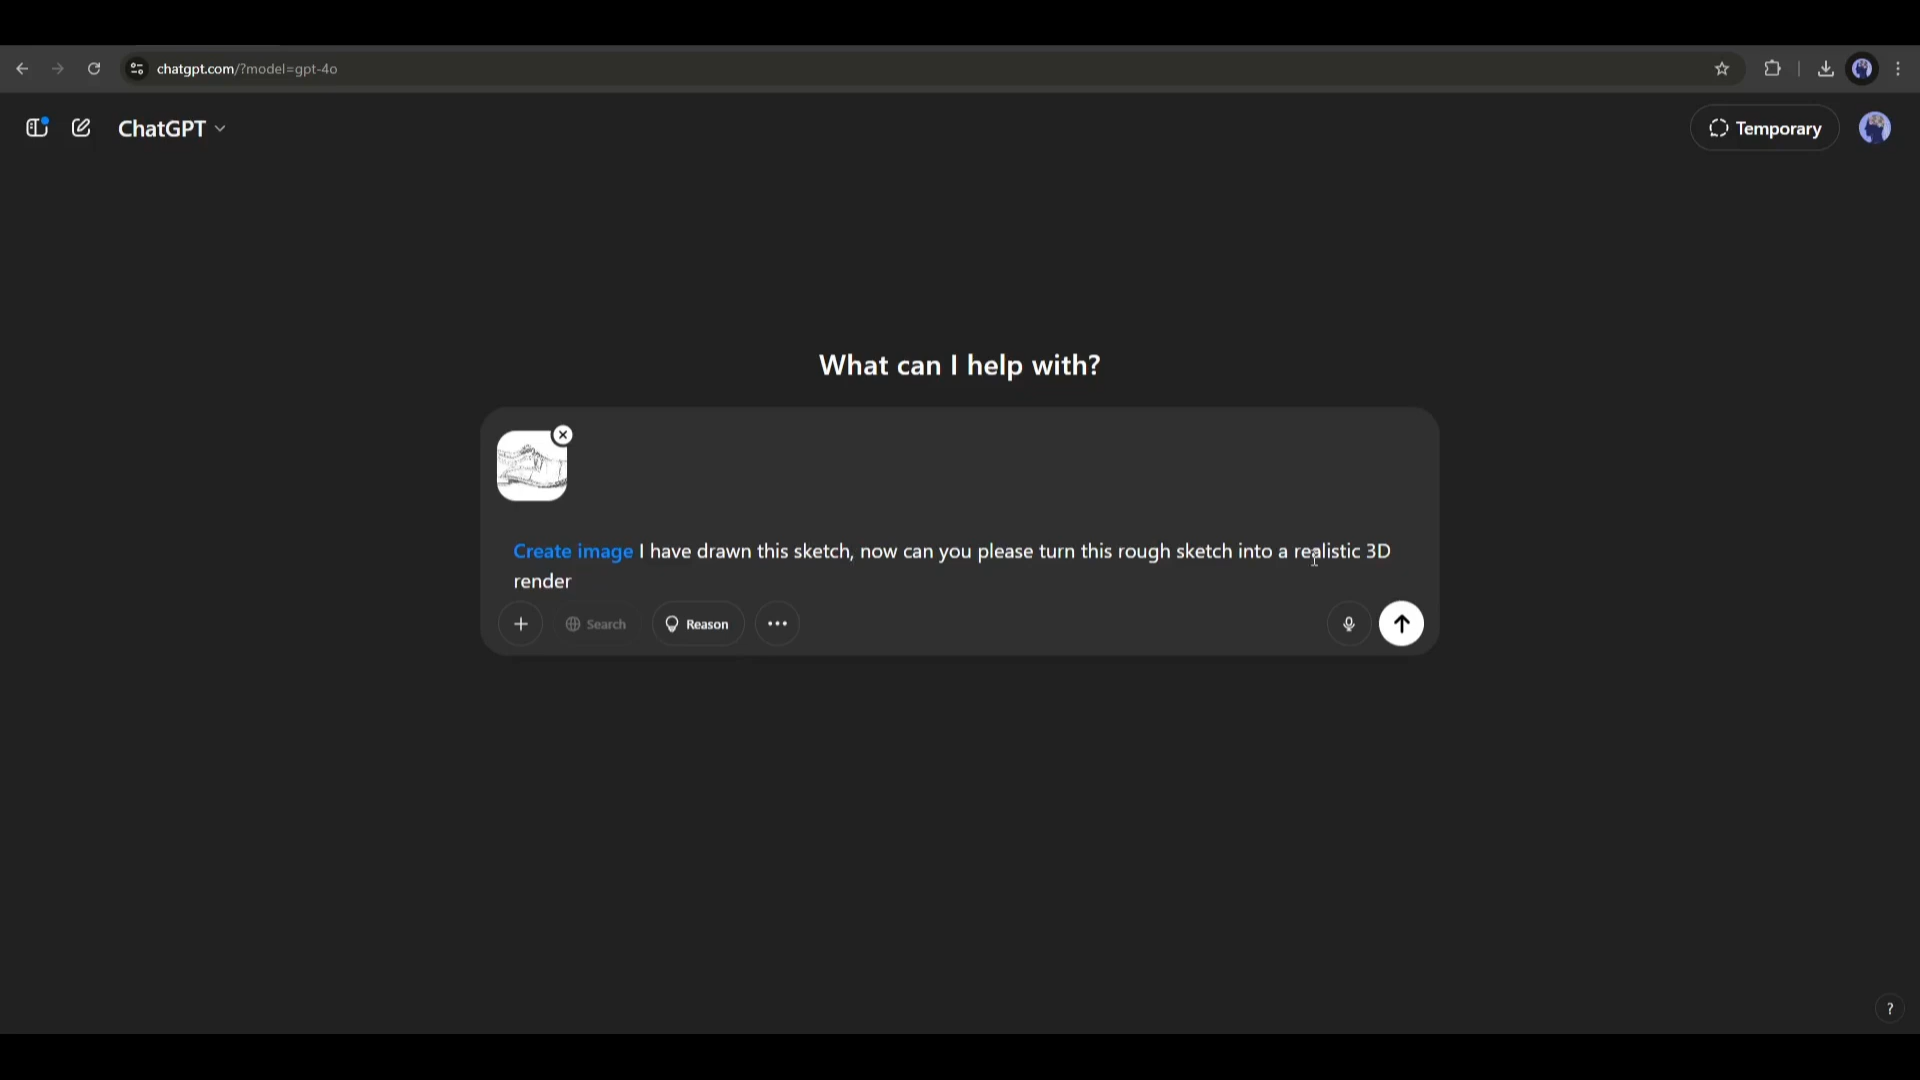 chatgpt.com/?model=gpt-4o
ChatGPT
Temporary
What can I help with?
Create image I have drawn this sketch, now can you please turn this rough sketch into a realistic 3D
render
Search
Reason
?